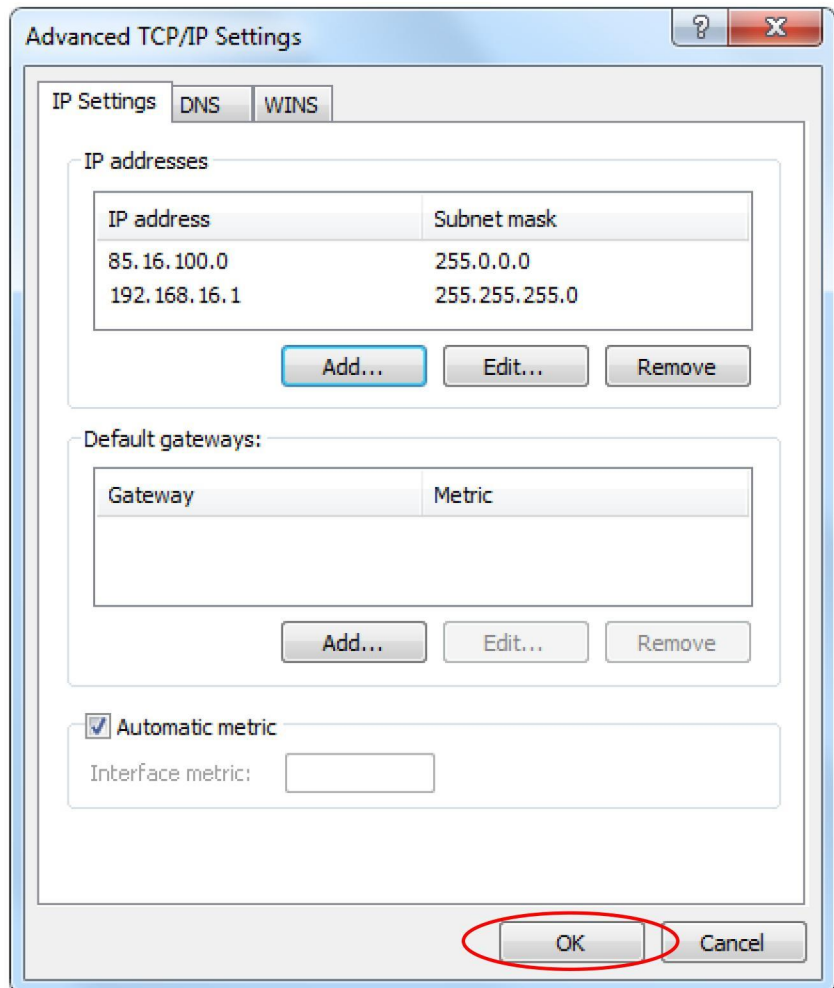 Advanced TCP/IP Settings ? X
IP Settings DNS WINS
IP addresses
IP address Subnet mask
85.16.100.0 255.0.0.0
192.168.16.1 255.255.255.0
Add... Edit... Remove
Default gateways:
Gateway Metric
Add... Edit... Remove
Automatic metric
Interface metric:
OK Cancel